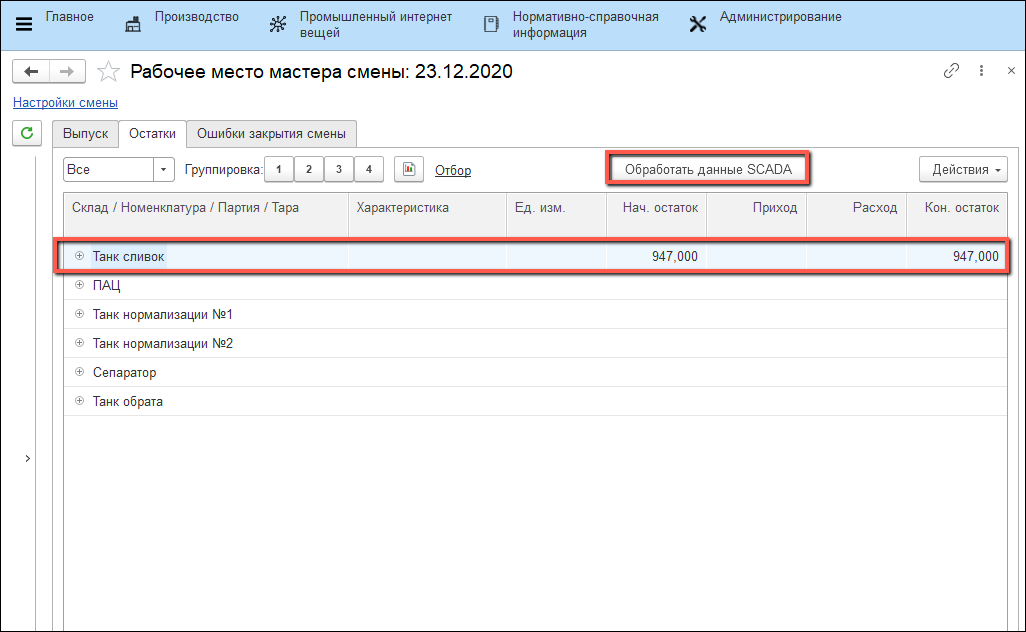 Главное
Производство
Промышленный интернет
вещей
Нормативно-справочная
информация
Администрирование
Рабочее место мастера смены: 23.12.2020
Настройки смены
Выпуск
Остатки
Ошибки закрытия смены
Все
Группировка:
1
2
3
4
Отбор
Обработать данные SCADA
Действия
Склад / Номенклатура / Партия / Тара
Характеристика
Ед. изм.
Нач. остаток
Приход
Расход
Кон. остаток
Танк сливок
947,000
947,000
ПАЦ
Танк нормализации №1
Танк нормализации №2
Сепаратор
Танк обрата